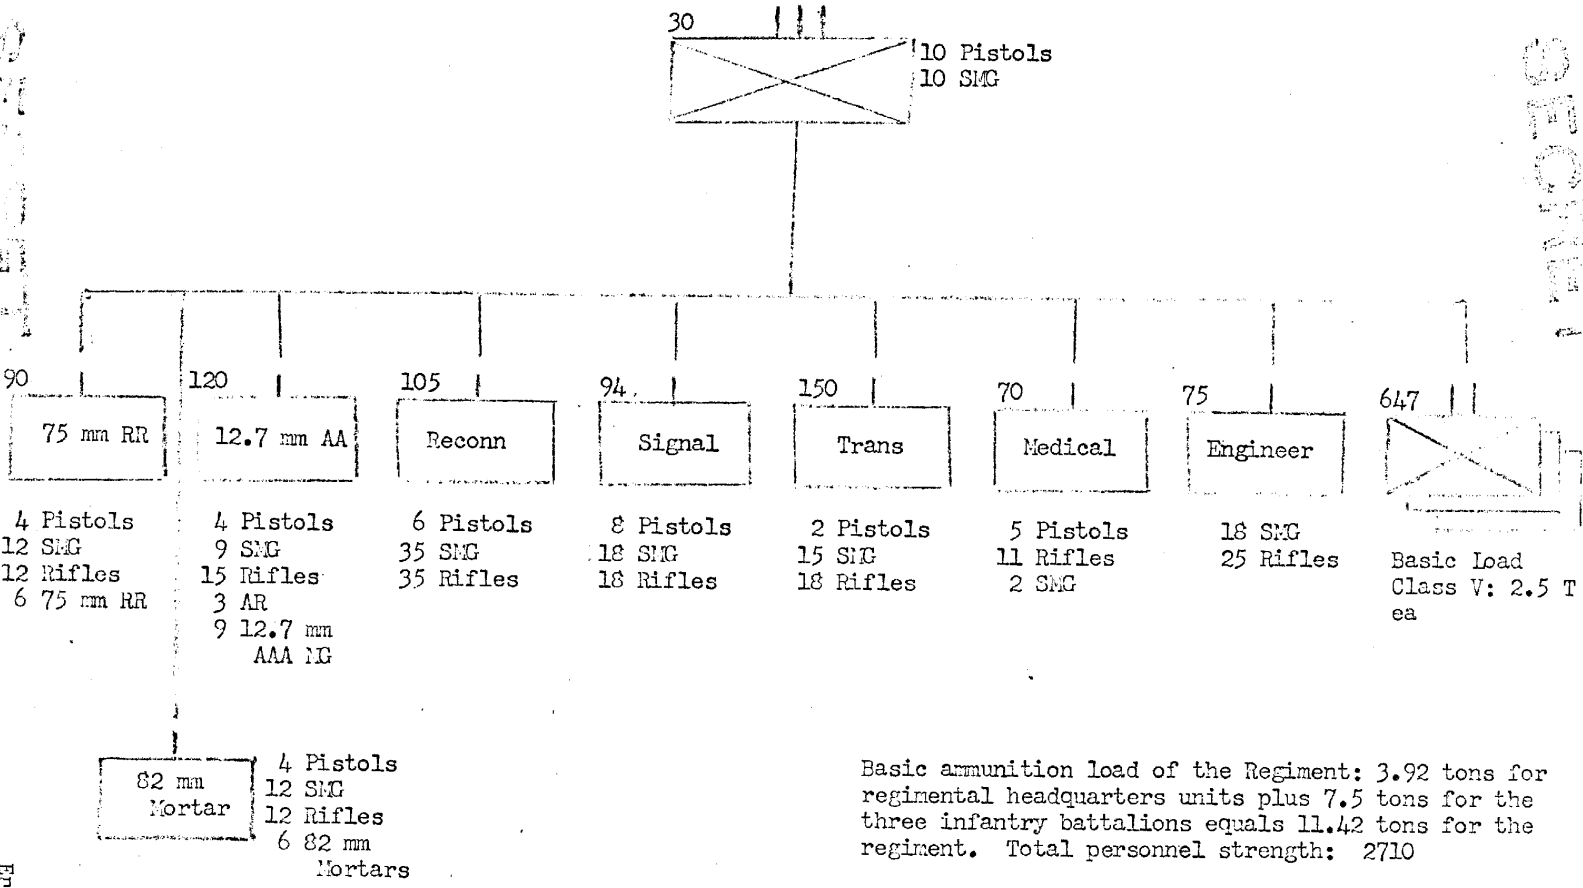 30
10 Pistols
10 SMG
SECRET
90
75 mm RR
4 Pistols
12 SMG
12 Rifles
6 75 mm RR
120
12.7 mm AA
4 Pistols
9 SMG
15 Rifles
3 AR
9 12.7 mm
AAA MG
105
Reconn
6 Pistols
35 SMG
35 Rifles
94
Signal
8 Pistols
18 SMG
18 Rifles
150
Trans
2 Pistols
15 SMG
18 Rifles
70
Medical
5 Pistols
11 Rifles
2 SMG
75
Engineer
18 SMG
25 Rifles
647
Basic Load
Class V: 2.5 T
ea
82 mm
Mortar
4 Pistols
12 SMG
12 Rifles
6 82 mm
Mortars
Basic ammunition load of the Regiment: 3.92 tons for
regimental headquarters units plus 7.5 tons for the
three infantry battalions equals 11.42 tons for the
regiment. Total personnel strength: 2710